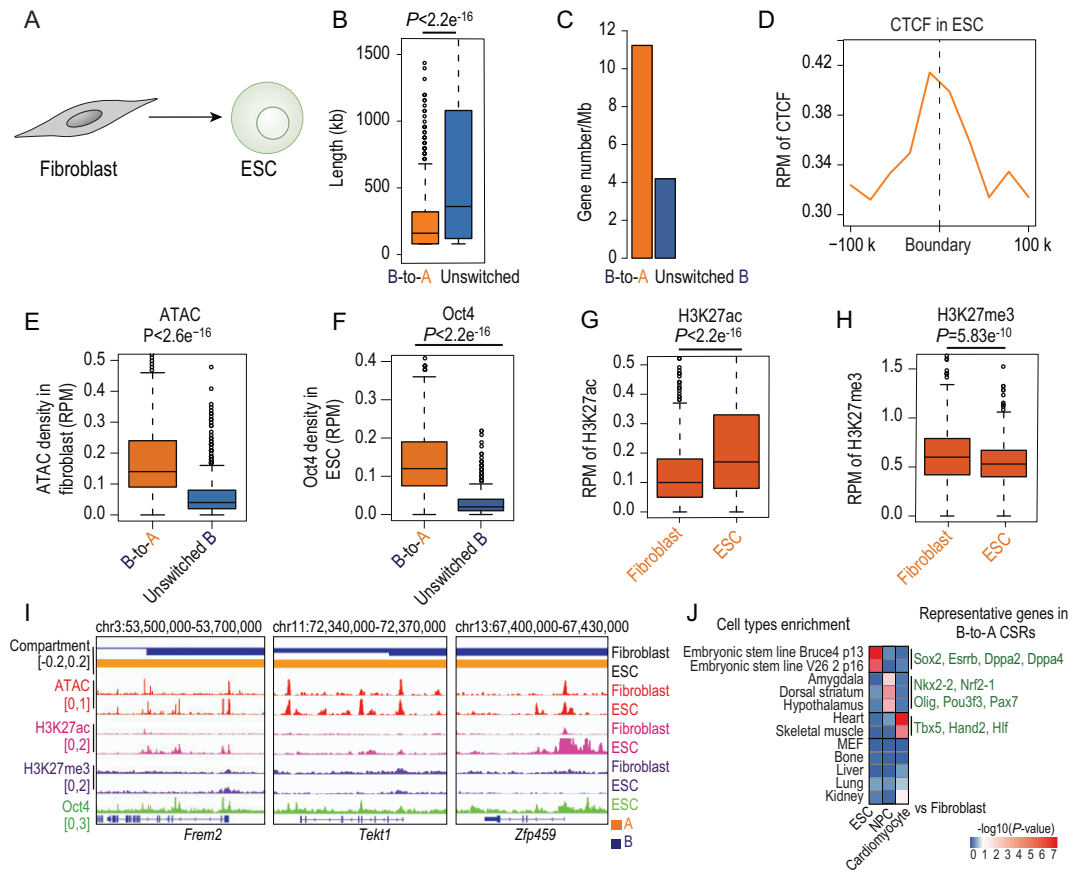 A
Fibroblast
ESC
B
P<2.2e⁻¹⁶
Length (kb)
1500
1000
500
0
B-to-A Unswitched
C
Gene number/Mb
12
10
8
6
4
2
0
B-to-A Unswitched B
D
CTCF in ESC
RPM of CTCF
0.42
0.34
0.30
−100 k
Boundary
100 k
E
ATAC
P<2.6e⁻¹⁶
ATAC density in
fibroblast (RPM)
0.5
0.4
0.3
0.2
0.1
0.0
B-to-A
Unswitched B
F
Oct4
P<2.2e⁻¹⁶
Oct4 density in
ESC (RPM)
0.4
0.3
0.2
0.1
0.0
B-to-A
Unswitched B
G
H3K27ac
P<2.2e⁻¹⁶
RPM of H3K27ac
0.5
0.4
0.3
0.2
0.1
0.0
Fibroblast
ESC
H
H3K27me3
P=5.83e⁻¹⁰
RPM of H3K27me3
1.5
1.0
0.5
0.0
Fibroblast
ESC
I
chr3:53,500,000-53,700,000
chr11:72,340,000-72,370,000
chr13:67,400,000-67,430,000
Compartment
[-0.2,0.2]
Fibroblast
ESC
ATAC
[0,1]
Fibroblast
ESC
H3K27ac
[0,2]
Fibroblast
ESC
H3K27me3
[0,2]
Fibroblast
ESC
Oct4
[0,3]
ESC
Frem2
Tekt1
Zfp459
A
B
J
Cell types enrichment
Representative genes in
B-to-A CSRs
Embryonic stem line Bruce4 p13
Embryonic stem line V26 2 p16
Amygdala
Dorsal striatum
Hypothalamus
Heart
Skeletal muscle
MEF
Bone
Liver
Lung
Kidney
Sox2, Esrrb, Dppa2, Dppa4
Nkx2-2, Nrf2-1
Olig, Pou3f3, Pax7
Tbx5, Hand2, Hlf
ESC
NPC
Cardiomyocyte
vs Fibroblast
-log10(P-value)
0 1 2 3 4 5 6 7